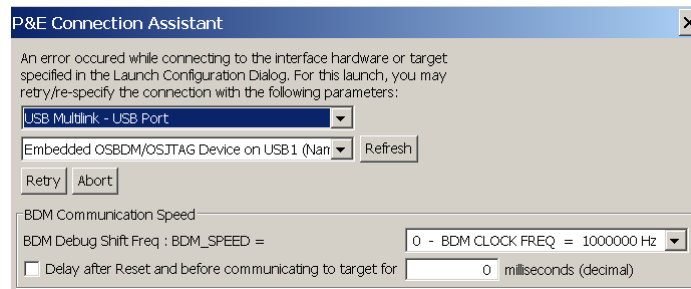 P&E Connection Assistant
An error occured while connecting to the interface hardware or target
specified in the Launch Configuration Dialog. For this launch, you may
retry/re-specify the connection with the following parameters:
USB Multilink - USB Port
Embedded OSBDM/OSJTAG Device on USB1 (Nam Refresh
Retry Abort
BDM Communication Speed
BDM Debug Shift Freq : BDM_SPEED = 0 - BDM CLOCK FREQ = 1000000 Hz
Delay after Reset and before communicating to target for 0 milliseconds (decimal)